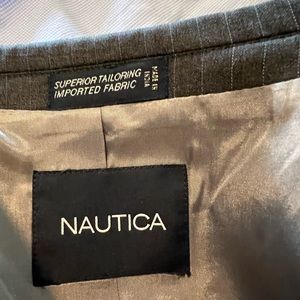 SUPERIOR TAILORING
IMPORTED FABRIC
MADE IN
INDIA
NAUTICA